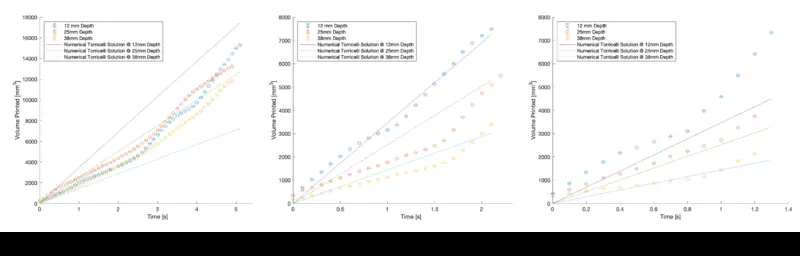 12 mm Depth
25mm Depth
38mm Depth
Numerical Torricelli Solution @ 12mm Depth
Numerical Torricelli Solution @ 25mm Depth
Numerical Torricelli Solution @ 38mm Depth
Volume Printed [mm³]
18000
16000
14000
12000
10000
8000
6000
4000
2000
0
0 1 2 3 4 5 6
Time [s]
12 mm Depth
25mm Depth
38mm Depth
Numerical Torricelli Solution @ 12mm Depth
Numerical Torricelli Solution @ 25mm Depth
Numerical Torricelli Solution @ 38mm Depth
Volume Printed [mm³]
8000
7000
6000
5000
4000
3000
2000
1000
0
0 0.5 1 1.5 2 2.5
Time [s]
12 mm Depth
25mm Depth
38mm Depth
Numerical Torricelli Solution @ 12mm Depth
Numerical Torricelli Solution @ 25mm Depth
Numerical Torricelli Solution @ 38mm Depth
Volume Printed [mm³]
8000
7000
6000
5000
4000
3000
2000
1000
0
0 0.2 0.4 0.6 0.8 1 1.2 1.4
Time [s]